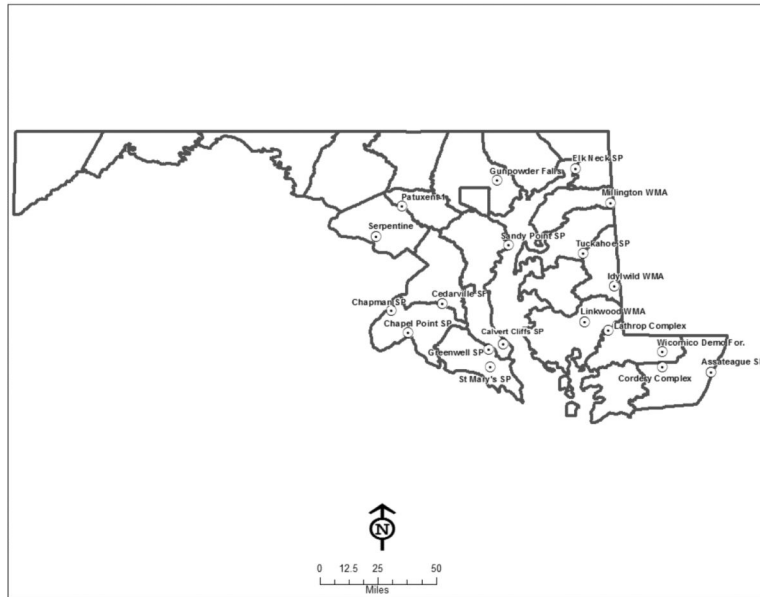 Elk Neck SP
Gunpowder Falls
Millington WMA
Patuxent 1
Serpentine
Sandy Point SP
Tuckahoe SP
Idylwild WMA
Cedarville SP
Chapman SP
Linkwood WMA
Chapel Point SP
Lathrop Complex
Calvert Cliffs SP
Wicomico Demo For.
Greenwell SP
Assateague S
St Mary's SP
Cordery Complex
N
0 12.5 25 50
Miles